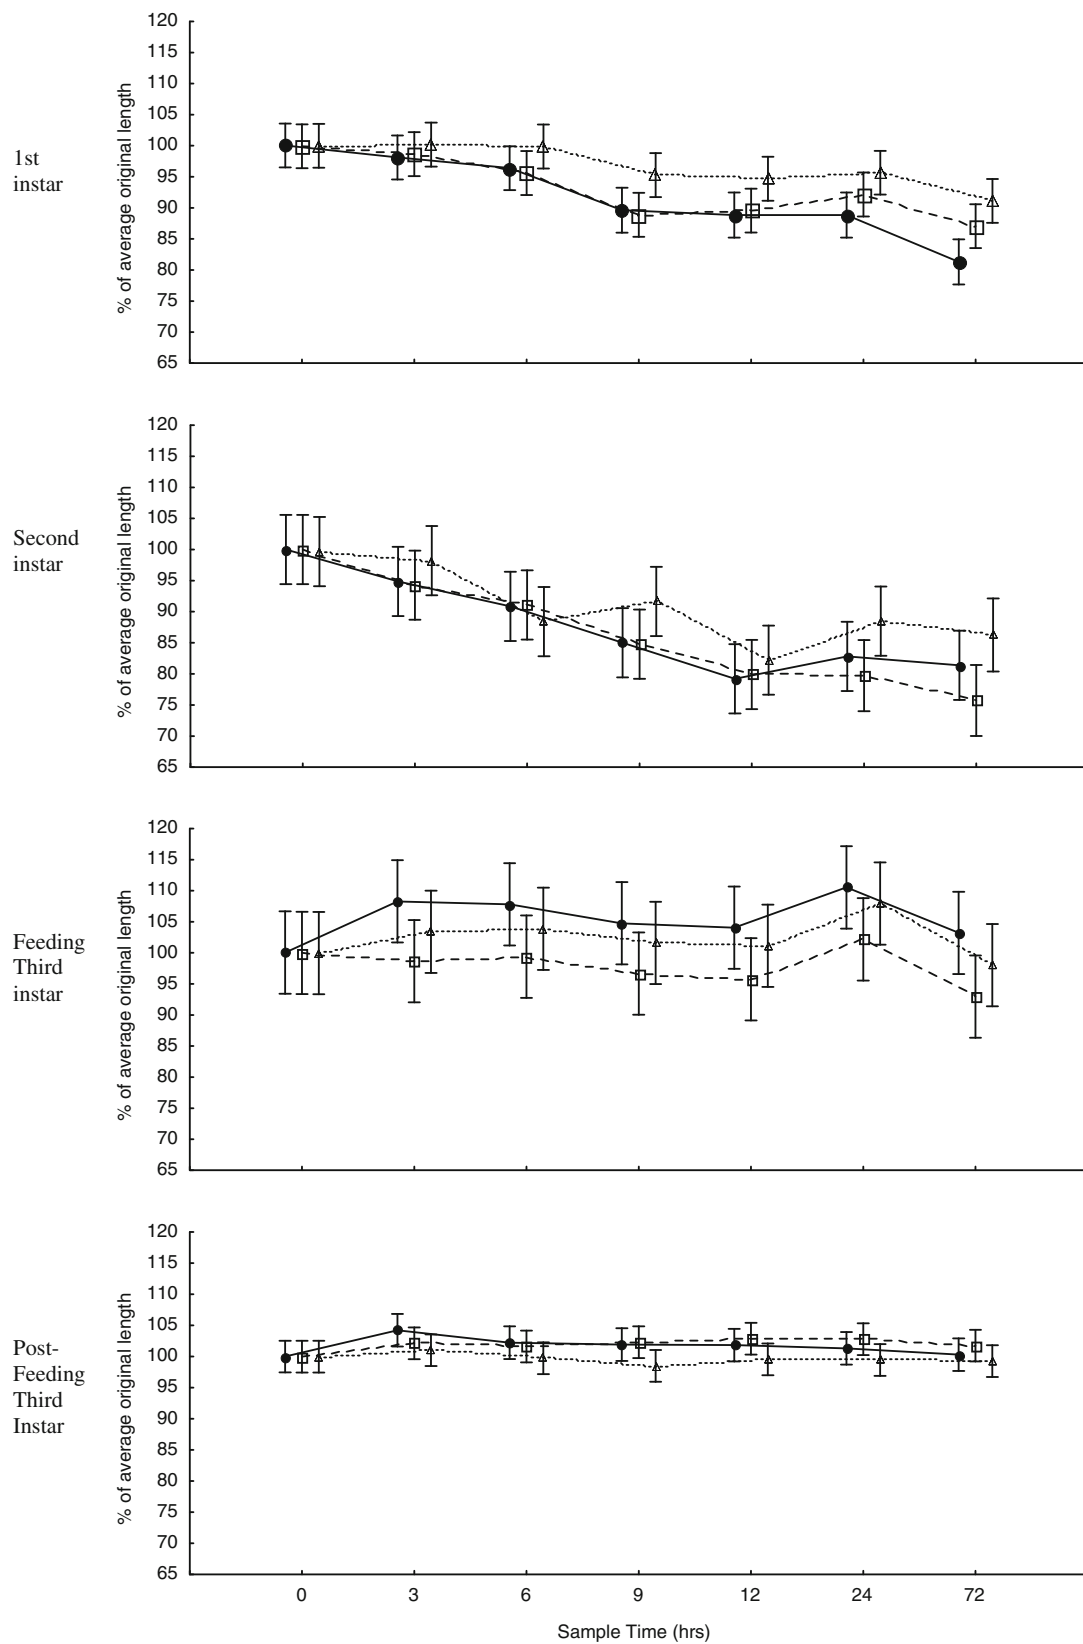 120
115
110
105
100
95
90
85
80
75
70
65
% of average original length
1st
instar
120
115
110
105
100
95
90
85
80
75
70
65
% of average original length
Second
instar
120
115
110
105
100
95
90
85
80
75
70
65
% of average original length
Feeding
Third
instar
120
115
110
105
100
95
90
85
80
75
70
65
% of average original length
Post-
Feeding
Third
Instar
0 3 6 9 12 24 72
Sample Time (hrs)